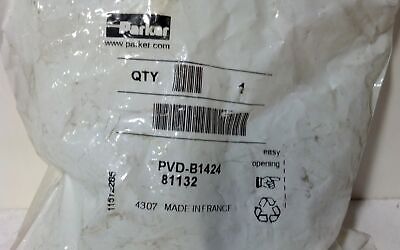 Parker
www.parker.com
QTY 1
PVD-B1424
81132
easy
opening
4307 MADE IN FRANCE